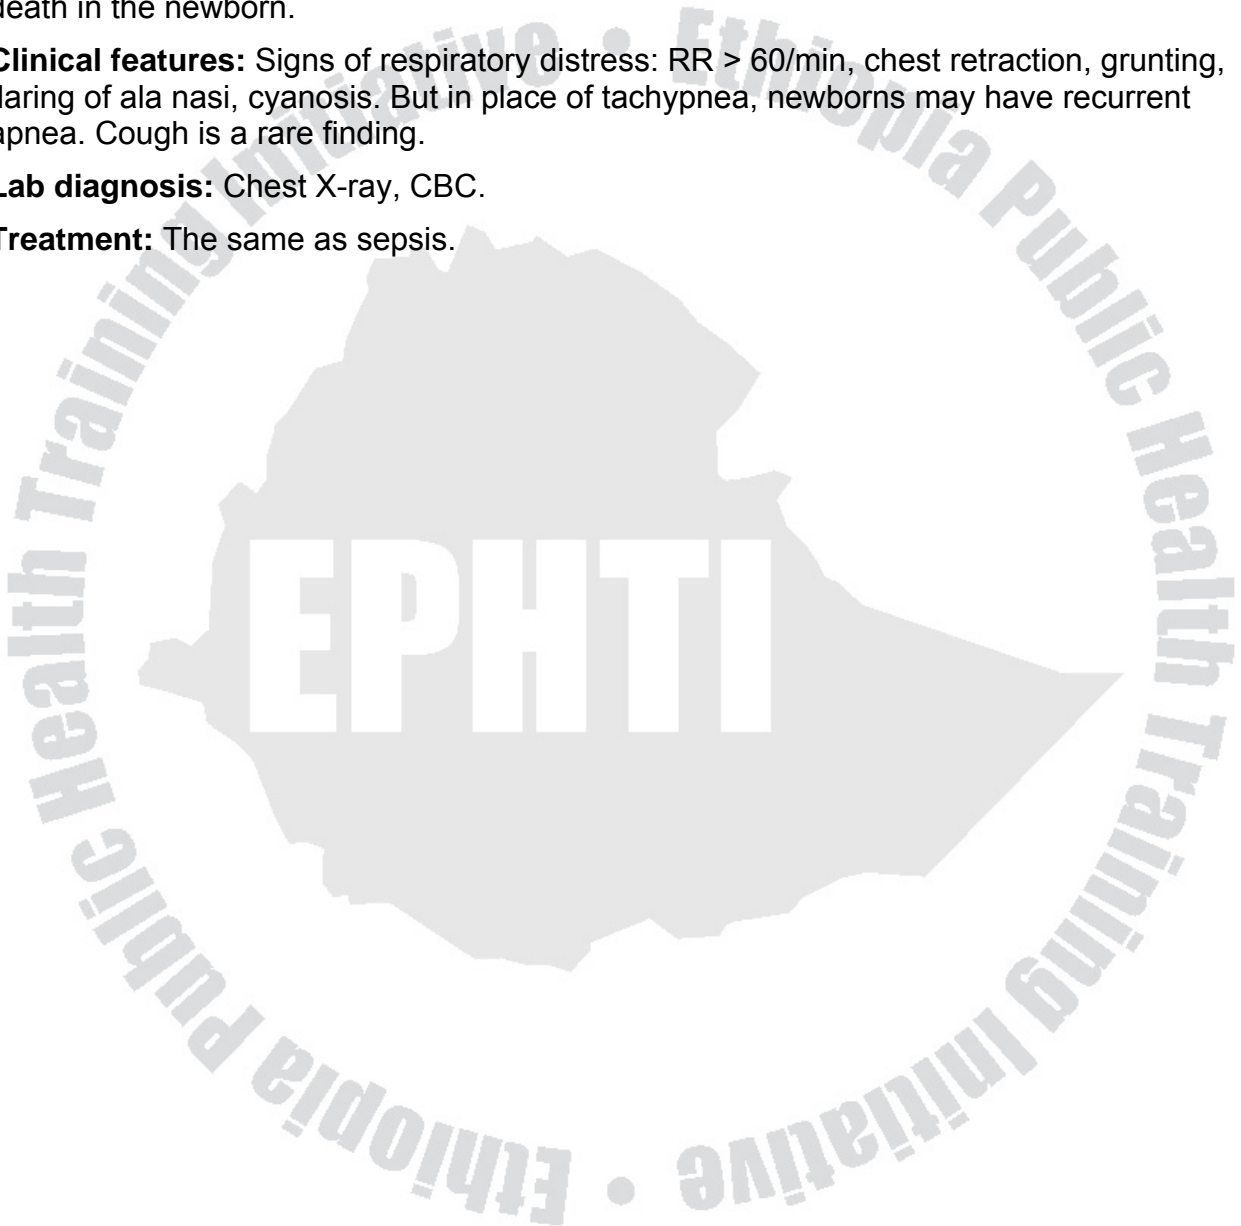 death in the newborn.
Clinical features: Signs of respiratory distress: RR > 60/min, chest retraction, grunting,
laring of ala nasi, cyanosis. But in place of tachypnea, newborns may have recurrent
apnea. Cough is a rare finding.
Lab diagnosis: Chest X-ray, CBC.
Treatment: The same as sepsis.
EPHTI
Ethiopia Public Health Training Initiative • Ethiopia Public Health Training Initiative •